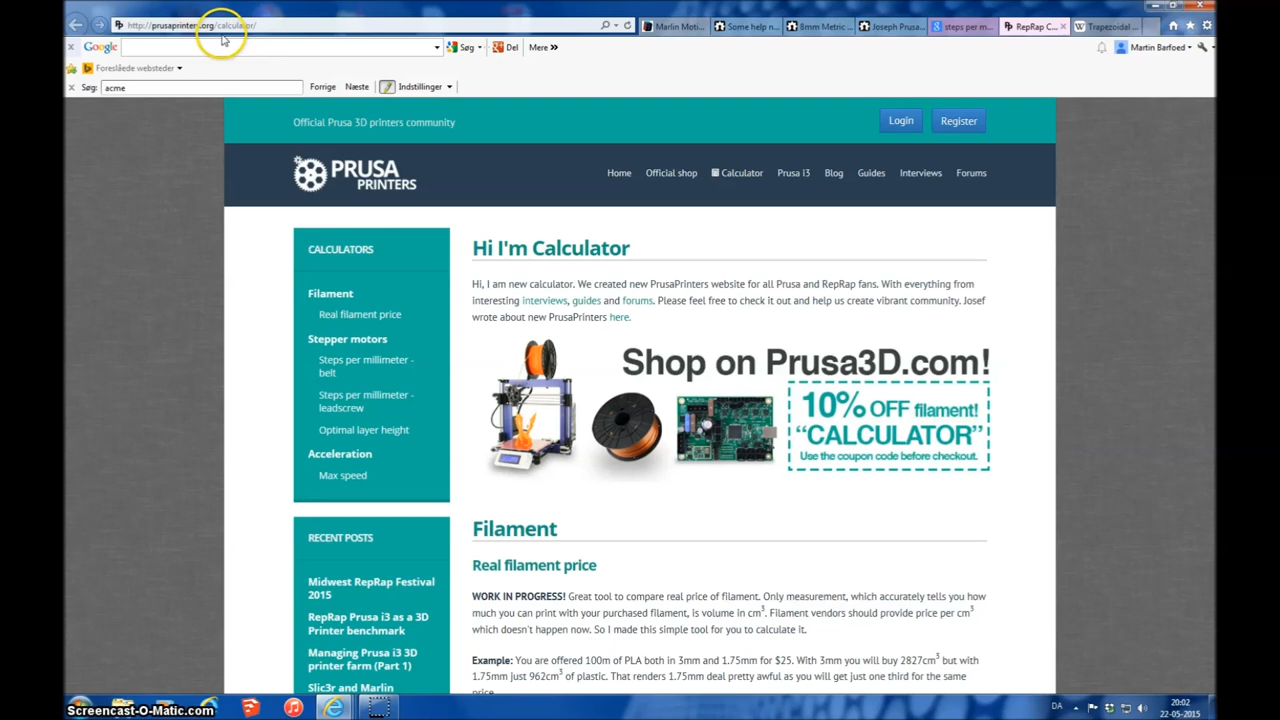 http://prusaprinters.org/calculator/
Marlin Moti...
Some help n...
8mm Metric ...
Joseph Prusa...
steps per m...
RepRap C...
Trapezoidal ...
Google
Søg
Del
Mere »
Martin Barfoed
Foreslåede websteder
Søg: acme
Forrige
Næste
Indstillinger
Official Prusa 3D printers community
Login
Register
PRUSA
PRINTERS
Home
Official shop
Calculator
Prusa i3
Blog
Guides
Interviews
Forums
CALCULATORS
Filament
Real filament price
Stepper motors
Steps per millimeter -
belt
Steps per millimeter -
leadscrew
Optimal layer height
Acceleration
Max speed
RECENT POSTS
Midwest RepRap Festival
2015
RepRap Prusa i3 as a 3D
Printer benchmark
Managing Prusa i3 3D
printer farm (Part 1)
Slic3r and Marlin
Hi I'm Calculator
Hi, I am new calculator. We created new PrusaPrinters website for all Prusa and RepRap fans. With everything from
interesting interviews, guides and forums. Please feel free to check it out and help us create vibrant community. Josef
wrote about new PrusaPrinters here.
Shop on Prusa3D.com!
10% OFF filament!
“CALCULATOR”
Use the coupon code before checkout.
Filament
Real filament price
WORK IN PROGRESS! Great tool to compare real price of filament. Only measurement, which accurately tells you how
much you can print with your purchased filament, is volume in cm³. Filament vendors should provide price per cm³
which doesn't happen now. So I made this simple tool for you to calculate it.
Example: You are offered 100m of PLA both in 3mm and 1.75mm for $25. With 3mm you will buy 2827cm³ but with
1.75mm just 962cm³ of plastic. That renders 1.75mm deal pretty awful as you will get just one third for the same
price.
Screencast-O-Matic.com
DA
20:02
22-05-2015